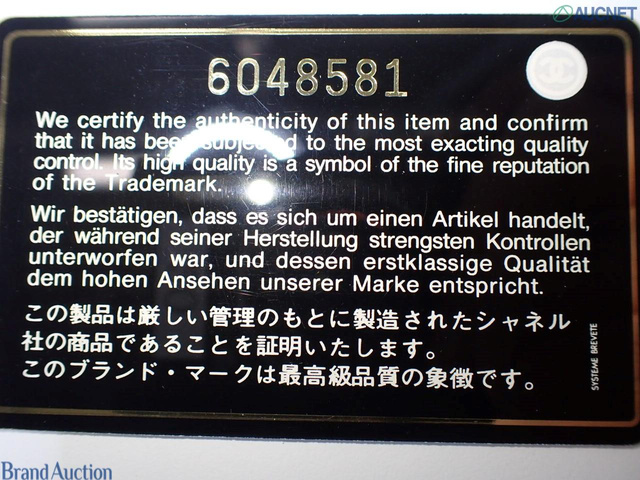 AUCNET
6048581
We certify the authenticity of this item and confirm
that it has been subjected to the most exacting quality
control. Its high quality is a symbol of the fine reputation
of the Trademark.
Wir bestätigen, dass es sich um einen Artikel handelt,
der während seiner Herstellung strengsten Kontrollen
unterworfen war, und dessen erstklassige Qualität
dem hohen Ansehen unserer Marke entspricht.
この製品は厳しい管理のもとに製造されたシャネル
社の商品であることを証明いたします。
このブランド・マークは最高級品質の象徴です。
SYSTEME BREVETE
Brand Auction